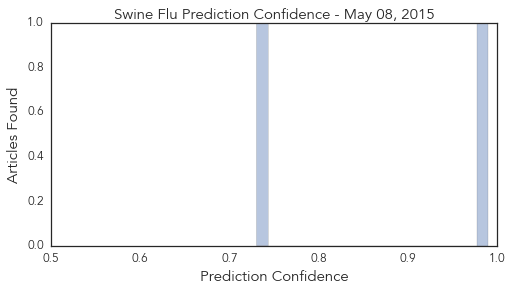 Swine Flu Prediction Confidence - May 08, 2015
1.0
0.8
0.6
0.4
0.2
0.0
Articles Found
0.5 0.6 0.7 0.8 0.9 1.0
Prediction Confidence